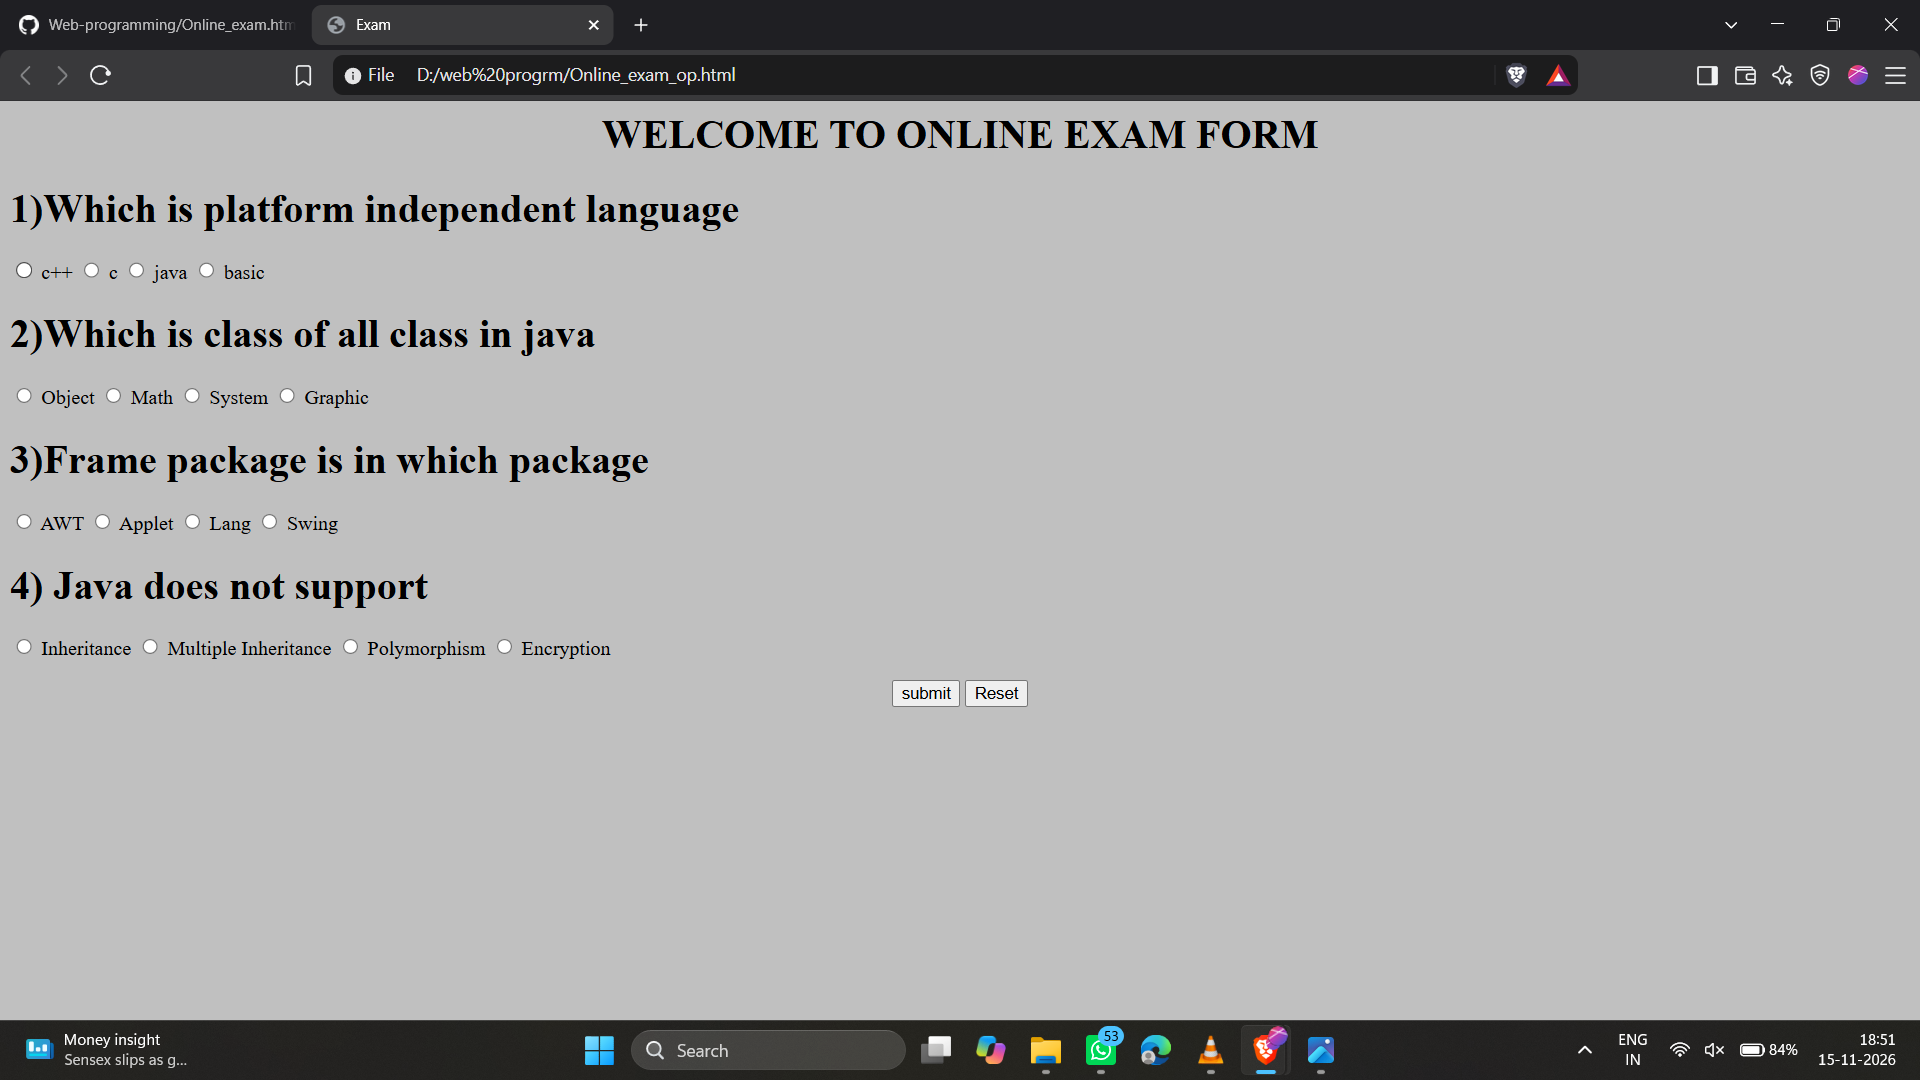 Web-programming/Online_exam.htm
Exam
File D:/web%20progrm/Online_exam_op.html
WELCOME TO ONLINE EXAM FORM
1)Which is platform independent language
c++ c java basic
2)Which is class of all class in java
Object Math System Graphic
3)Frame package is in which package
AWT Applet Lang Swing
4) Java does not support
Inheritance Multiple Inheritance Polymorphism Encryption
submit Reset
Money insight
Sensex slips as g...
Search
53
ENG
IN
84%
18:51
15-11-2026